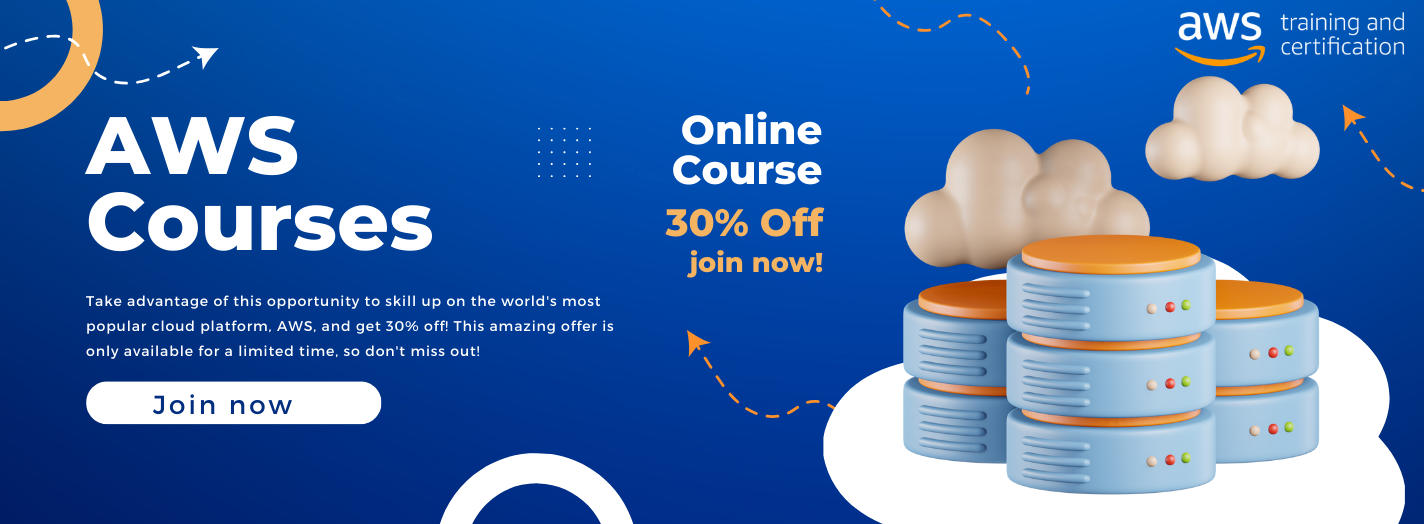 AWS
Courses
Take advantage of this opportunity to skill up on the world's most
popular cloud platform, AWS, and get 30% off! This amazing offer is
only available for a limited time, so don't miss out!
Join now
Online
Course
30% Off
join now!
aws training and
certification